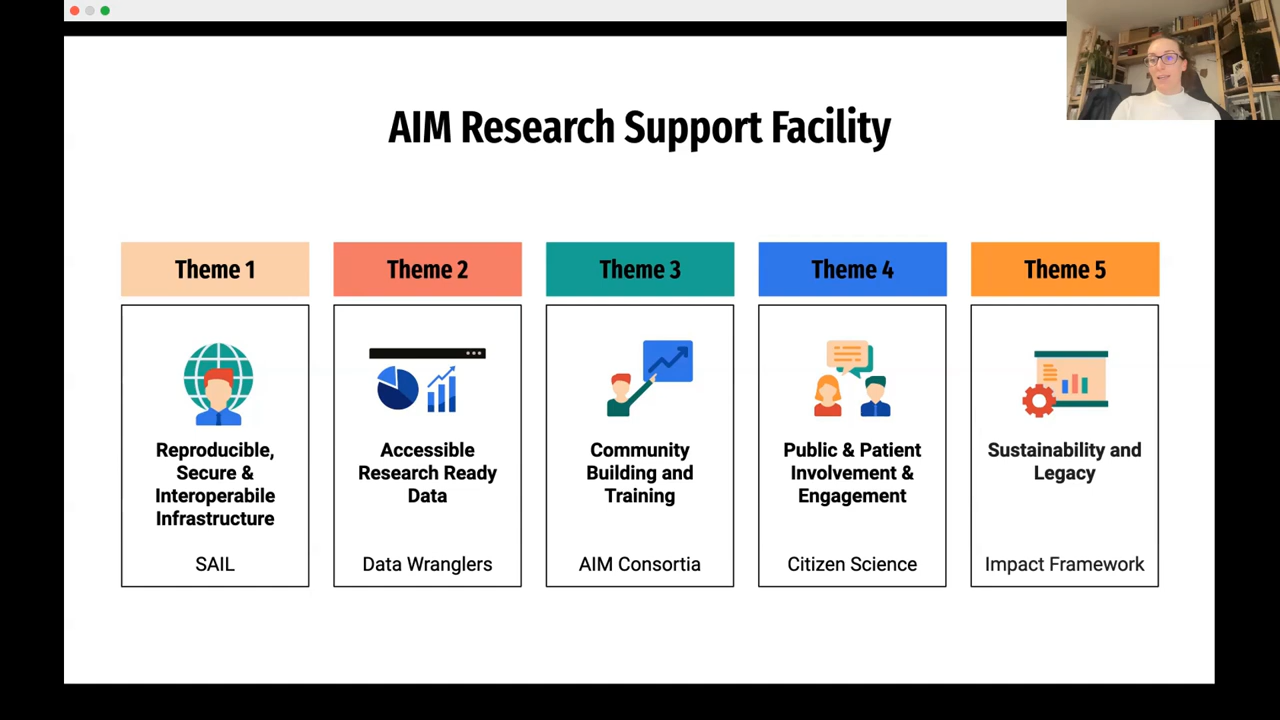 AIM Research Support Facility
Theme 1
Reproducible,
Secure &
Interoperabile
Infrastructure
SAIL
Theme 2
Accessible
Research Ready
Data
Data Wranglers
Theme 3
Community
Building and
Training
AIM Consortia
Theme 4
Public & Patient
Involvement &
Engagement
Citizen Science
Theme 5
Sustainability and
Legacy
Impact Framework